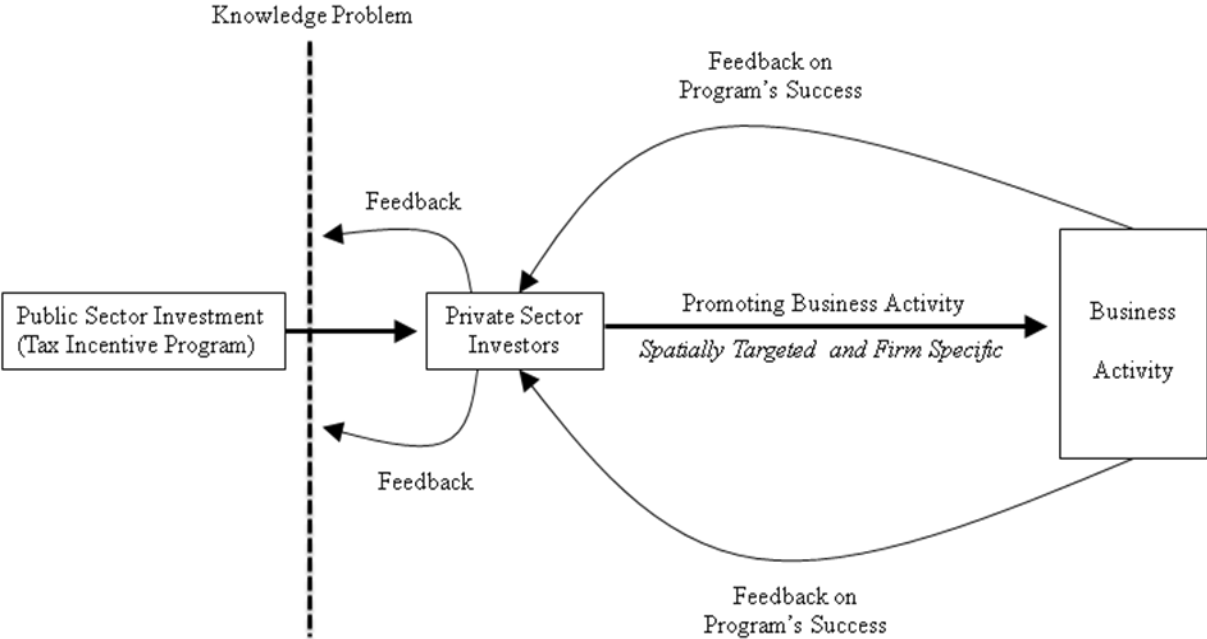 Knowledge Problem
Feedback on
Program's Success
Feedback
Public Sector Investment
(Tax Incentive Program)
Private Sector
Investors
Promoting Business Activity
Spatially Targeted and Firm Specific
Business
Activity
Feedback
Feedback on
Program's Success